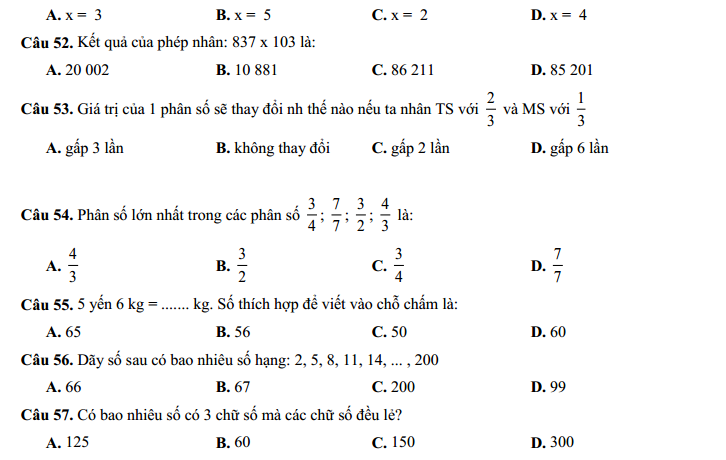 A. x = 3 B. x = 5 C. x = 2 D. x = 4
Câu 52. Kết quả của phép nhân: 837 x 103 là:
A. 20 002 B. 10 881 C. 86 211 D. 85 201
Câu 53. Giá trị của 1 phân số sẽ thay đổi nh thế nào nếu ta nhân TS với 2/3 và MS với 1/3
A. gấp 3 lần B. không thay đổi C. gấp 2 lần D. gấp 6 lần
Câu 54. Phân số lớn nhất trong các phân số 3/4; 7/7; 3/2; 4/3 là:
A. 4/3 B. 3/2 C. 3/4 D. 7/7
Câu 55. 5 yến 6 kg = ....... kg. Số thích hợp để viết vào chỗ chấm là:
A. 65 B. 56 C. 50 D. 60
Câu 56. Dãy số sau có bao nhiêu số hạng: 2, 5, 8, 11, 14, ... , 200
A. 66 B. 67 C. 200 D. 99
Câu 57. Có bao nhiêu số có 3 chữ số mà các chữ số đều lẻ?
A. 125 B. 60 C. 150 D. 300